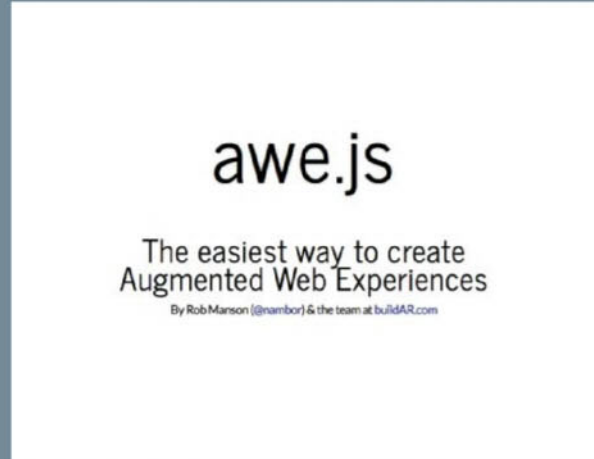 awe.js
The easiest way to create
Augmented Web Experiences
By Rob Manson (@nambor) & the team at buildAR.com